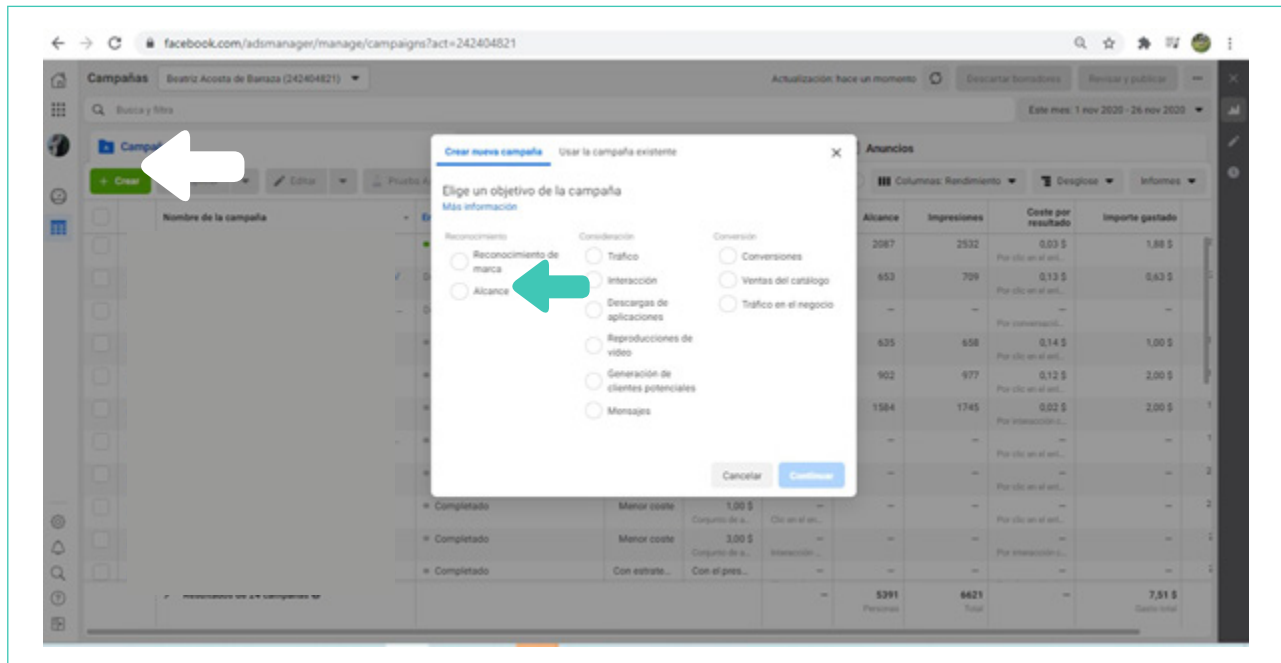 facebook.com/adsmanager/manage/campaigns?act=242404821
Campañas Beatriz Acosta de Barraza (242404821) Actualización: hace un momento Descartar borradores Revisar y publicar
Busca y filtra Este mes: 1 nov 2020 - 26 nov 2020
Crear nueva campaña Usar la campaña existente Anuncios
+ Crear Editar Columnas: Rendimiento Desglose Informes
Elige un objetivo de la campaña
Más información
Nombre de la campaña Alcance Impresiones Coste por resultado Importe gastado
Reconocimiento Consideración Conversión
Reconocimiento de
marca
Alcance
Tráfico
Interacción
Descargas de
aplicaciones
Reproducciones de
vídeo
Generación de
clientes potenciales
Mensajes
Conversiones
Ventas del catálogo
Tráfico en el negocio
Cancelar Continuar
2087 2532 0,03 $ 1,88 $
653 709 0,13 $ 0,63 $
635 658 0,14 $ 1,00 $
902 977 0,12 $ 2,00 $
1584 1745 0,02 $ 2,00 $
Completado Menor coste 1,00 $
Completado Menor coste 3,00 $
Completado Con estrate... Con el pres...
5391 6621 7,51 $
Personas Total Gasto total